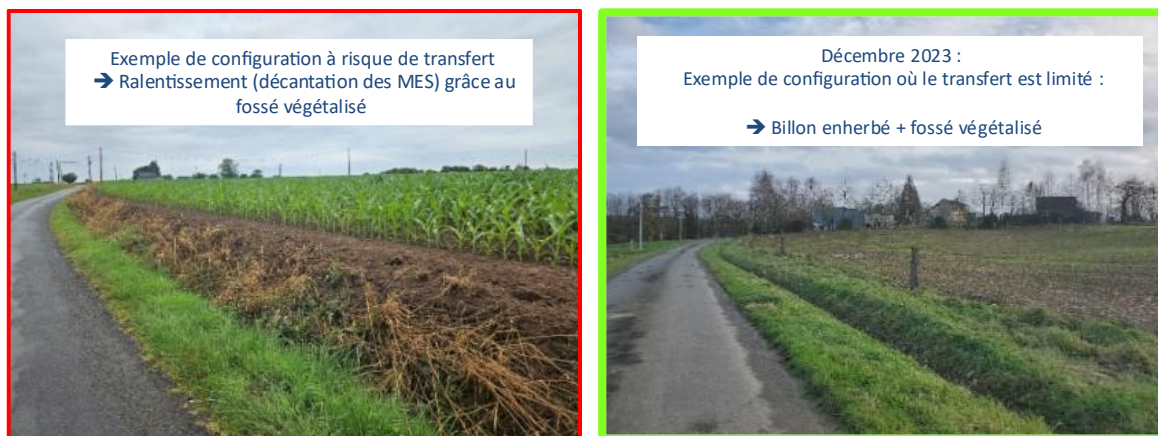 Exemple de configuration à risque de transfert
➔ Ralentissement (décantation des MES) grâce au
fossé végétalisé
Décembre 2023 :
Exemple de configuration où le transfert est limité :
➔ Billon enherbé + fossé végétalisé